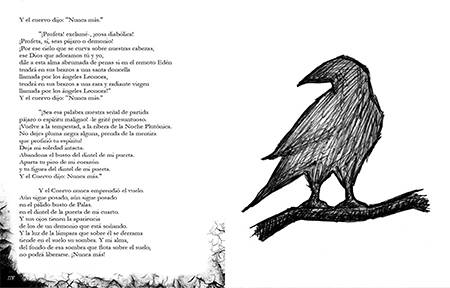 Y el cuervo dijo: "Nunca más."
"¡Profeta! exclamé-, ¡cosa diabólica!
¡Profeta, sí, seas pájaro o demonio!
¡Por ese cielo que se curva sobre nuestras cabezas,
ese Dios que adoramos tú y yo,
dile a esta alma abrumada de penas si en el remoto Edén
tendrá en sus brazos a una santa doncella
llamada por los ángeles Leonora,
tendrá en sus brazos a una rara y radiante virgen
llamada por los ángeles Leonora!"
Y el cuervo dijo: "Nunca más."
"¡Sea esa palabra nuestra señal de partida
pájaro o espíritu maligno! -le grité presuntuoso.
¡Vuelve a la tempestad, a la ribera de la Noche Plutónica.
No dejes pluma negra alguna, prenda de la mentira
que profirió tu espíritu!
Deja mi soledad intacta.
Abandona el busto del dintel de mi puerta.
Aparta tu pico de mi corazón
y tu figura del dintel de mi puerta.
Y el Cuervo dijo: Nunca más."
Y el Cuervo nunca emprendió el vuelo.
Aún sigue posado, aún sigue posado
en el pálido busto de Palas.
en el dintel de la puerta de mi cuarto.
Y sus ojos tienen la apariencia
de los de un demonio que está soñando.
Y la luz de la lámpara que sobre él se derrama
tiende en el suelo su sombra. Y mi alma,
del fondo de esa sombra que flota sobre el suelo,
no podrá liberarse. ¡Nunca más!